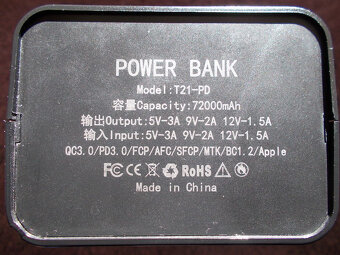 POWER BANK
Model:T21-PD
容量Capacity:72000mAh
输出Output:5V-3A 9V-2A 12V-1.5A
输入Input:5V-3A 9V-2A 12V-1.5A
QC3.0/PD3.0/FCP/AFC/SFCP/MTK/BC1.2/Apple
FC CE RoHS
Made in China